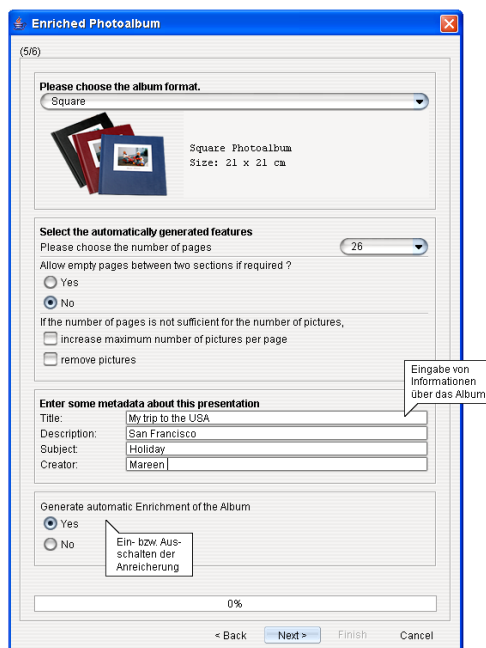 Enriched Photoalbum
(5/6)
Please choose the album format.
Square
Square Photoalbum
Size: 21 x 21 cm
Select the automatically generated features
Please choose the number of pages
26
Allow empty pages between two sections if required ?
Yes
No
If the number of pages is not sufficient for the number of pictures,
increase maximum number of pictures per page
remove pictures
Eingabe von
Informationen
über das Album
Enter some metadata about this presentation
Title: My trip to the USA
Description: San Francisco
Subject: Holiday
Creator: Mareen
Generate automatic Enrichment of the Album
Yes
No
Ein- bzw. Aus-
schalten der
Anreicherung
0%
< Back Next > Finish Cancel